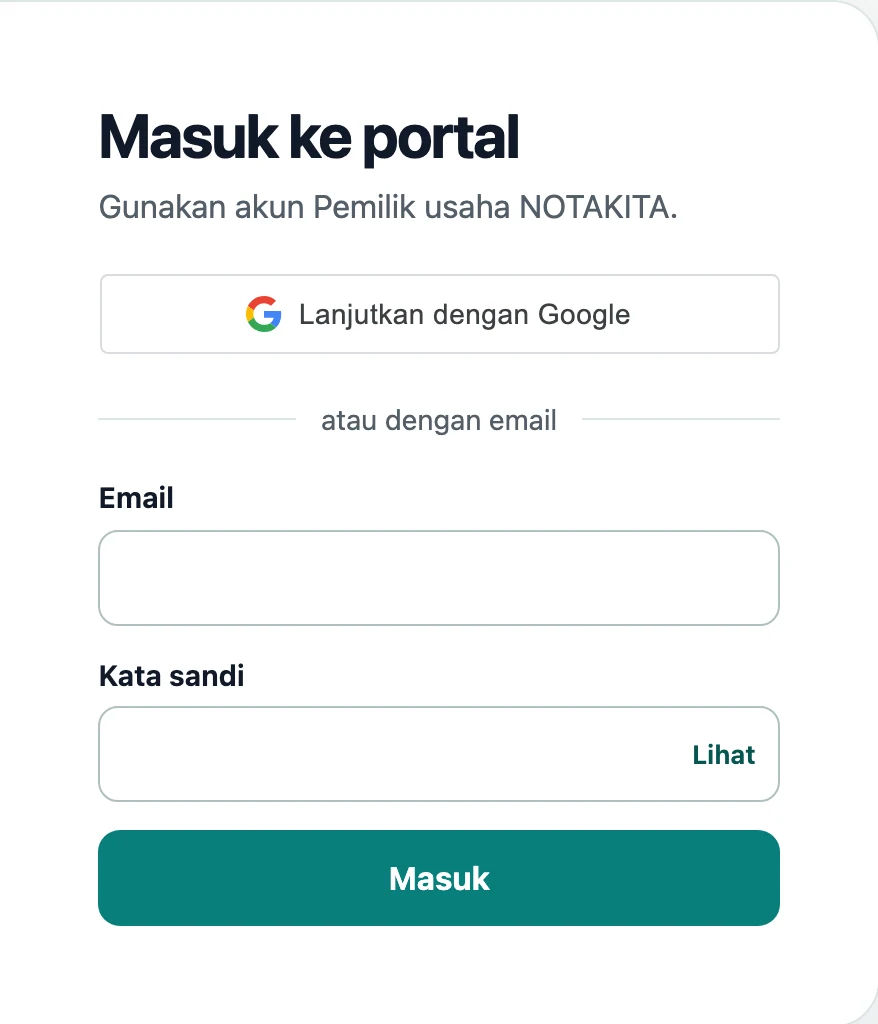 Masuk ke portal
Gunakan akun Pemilik usaha NOTAKITA.
Lanjutkan dengan Google
atau dengan email
Email
Kata sandi
Lihat
Masuk